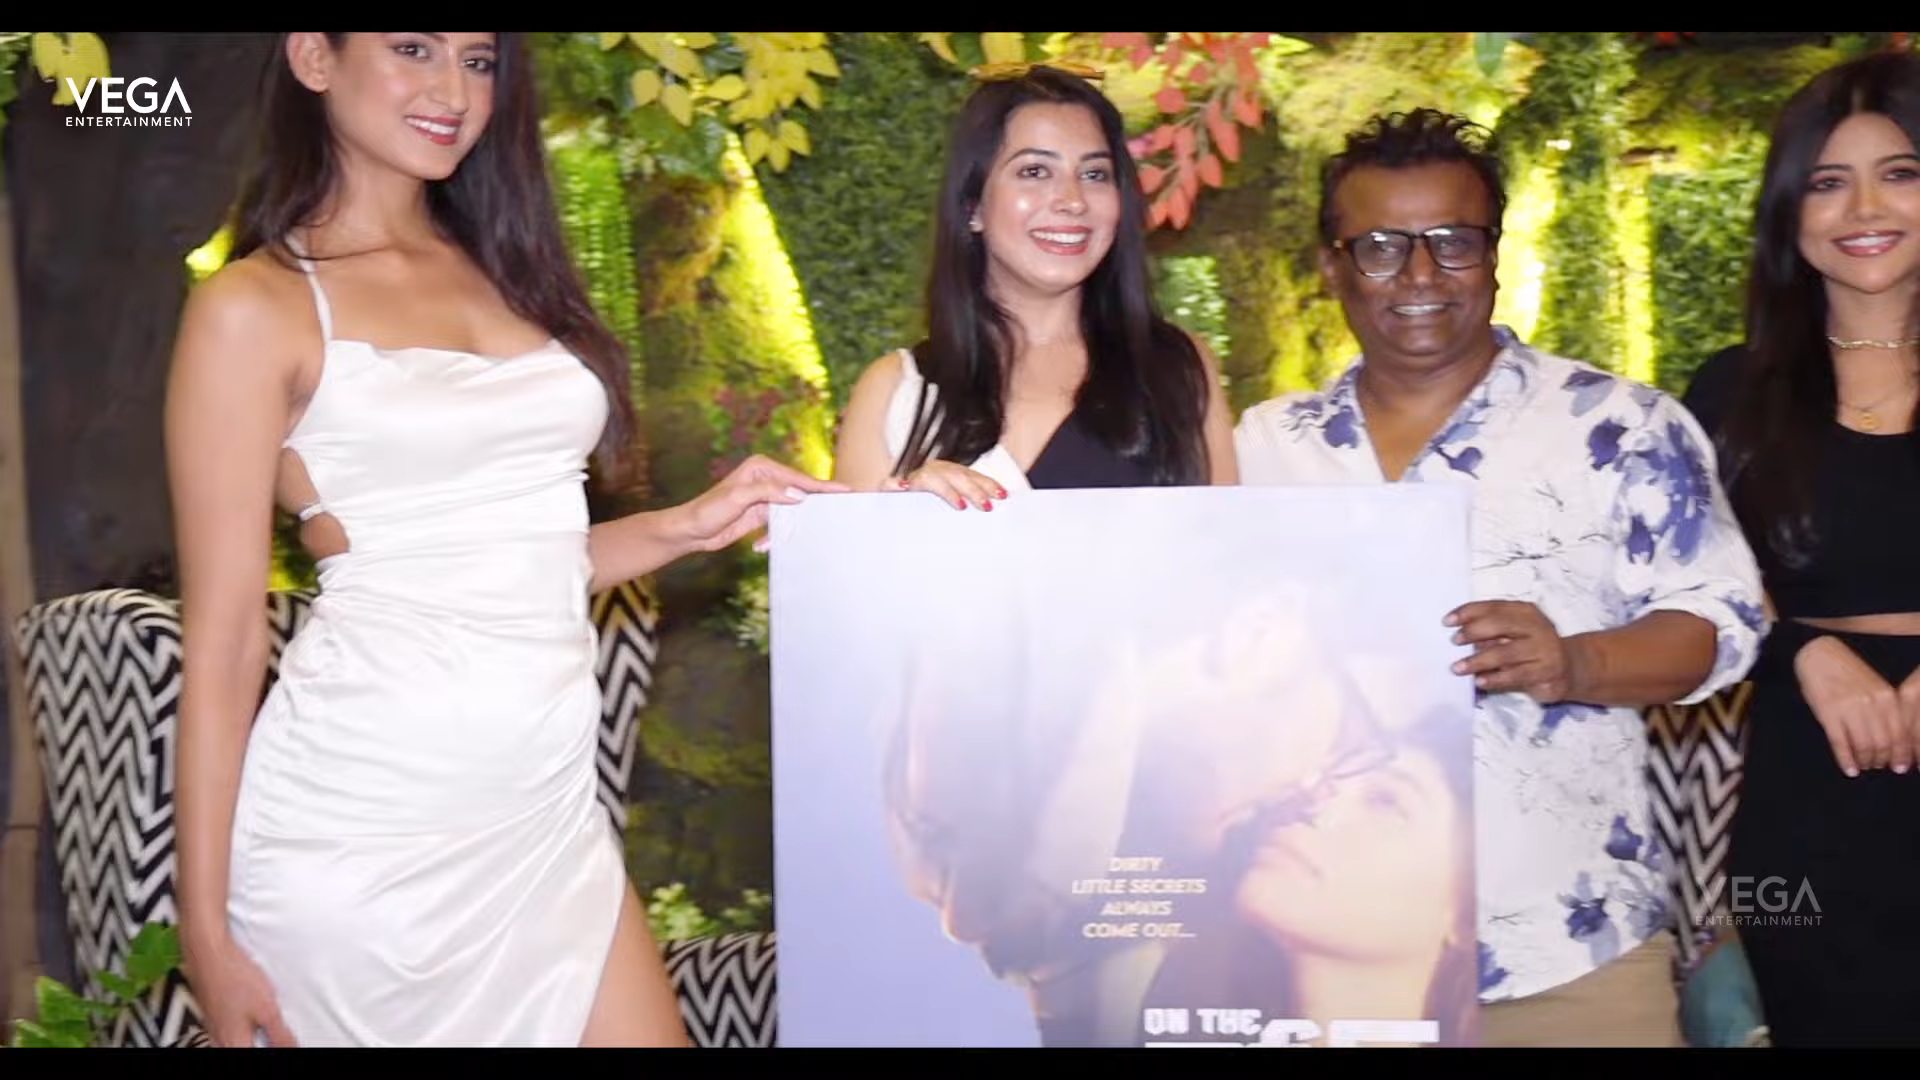 VEGA
ENTERTAINMENT
DIRTY
LITTLE SECRETS
ALWAYS
COME OUT...
ON THE
VEGA
ENTERTAINMENT